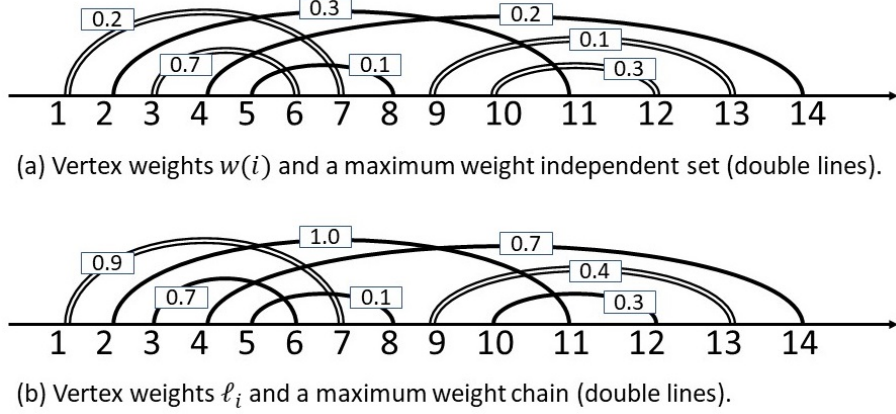 0.2 0.3 0.2
0.7 0.1 0.1 0.3
1 2 3 4 5 6 7 8 9 10 11 12 13 14
(a) Vertex weights w(i) and a maximum weight independent set (double lines).
0.9 1.0 0.7
0.7 0.1 0.4 0.3
1 2 3 4 5 6 7 8 9 10 11 12 13 14
(b) Vertex weights ℓᵢ and a maximum weight chain (double lines).